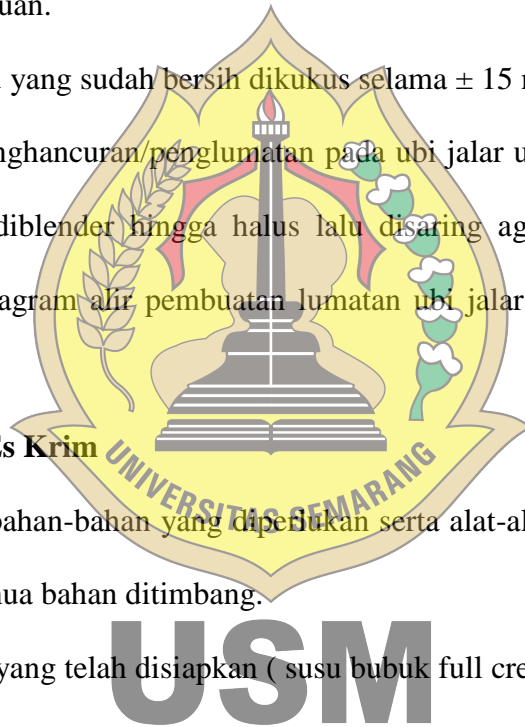 uan.
yang sudah bersih dikukus selama ± 15
nghancuran/penglumatan pada ubi jalar u
diblender hingga halus lalu disaring ag
agram alir pembuatan lumatan ubi jalar
Es Krim
UNIVERSITAS SEMARANG
bahan-bahan yang diperlukan serta alat-al
ua bahan ditimbang.
yang telah disiapkan ( susu bubuk full cre
USM